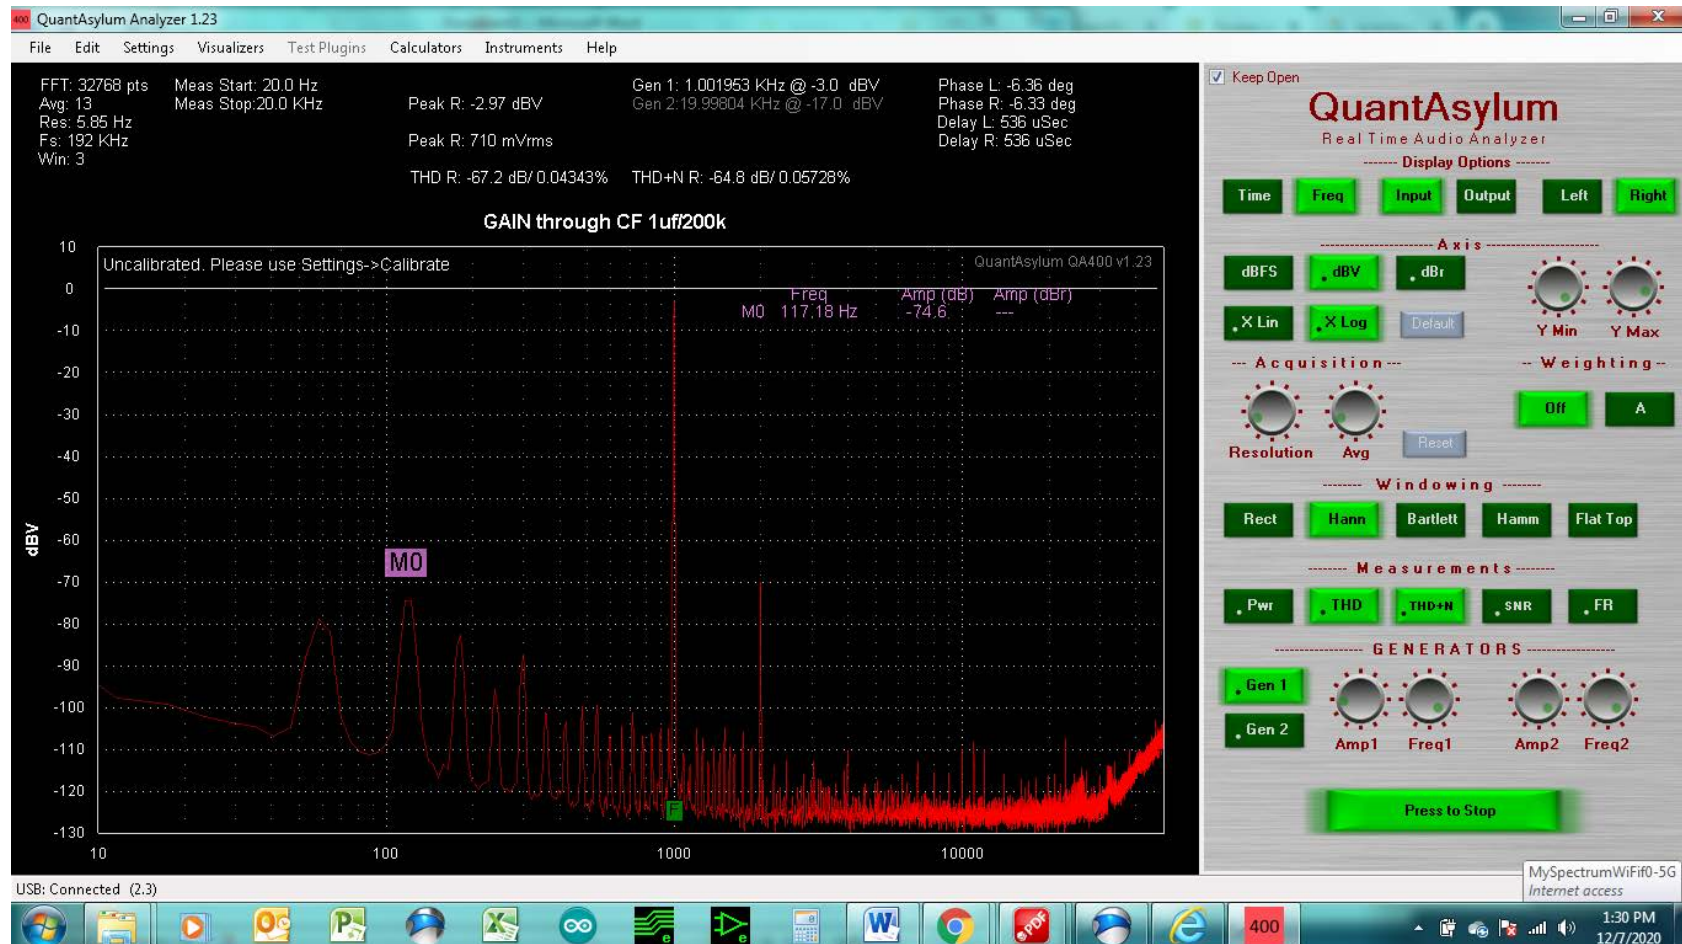 400 QuantAsylum Analyzer 1.23
File Edit Settings Visualizers Test Plugins Calculators Instruments Help
FFT: 32768 pts Meas Start: 20.0 Hz Gen 1: 1.001953 KHz @ -3.0 dBV Phase L: -6.36 deg
Avg: 13 Meas Stop:20.0 KHz Peak R: -2.97 dBV Gen 2:19.99804 KHz @ -17.0 dBV Phase R: -6.33 deg
Res: 5.85 Hz Delay L: 536 uSec
Fs: 192 KHz Peak R: 710 mVrms Delay R: 536 uSec
Win: 3
THD R: -67.2 dB/ 0.04343% THD+N R: -64.8 dB/ 0.05728%
GAIN through CF 1uf/200k
Uncalibrated. Please use Settings->Calibrate QuantAsylum QA400 v1.23
Freq Amp (dB) Amp (dBr)
M0 117.18 Hz -74.6 ---
10
0
-10
-20
-30
-40
-50
-60
-70
-80
-90
-100
-110
-120
-130
dBV
M0
F
10 100 1000 10000
Keep Open
QuantAsylum
Real Time Audio Analyzer
------- Display Options -------
Time Freq Input Output Left Right
Axis
dBFS dBV dBr
X Lin X Log Default Y Min Y Max
--- Acquisition --- -- Weighting --
Off A
Reset
Resolution Avg
-------- Windowing --------
Rect Hann Bartlett Hamm Flat Top
-------- Measurements --------
Pwr THD THD+N SNR FR
GENERATORS
Gen 1
Gen 2
Amp1 Freq1 Amp2 Freq2
Press to Stop
USB: Connected (2.3)
MySpectrumWiFif0-5G
Internet access
400
1:30 PM
12/7/2020